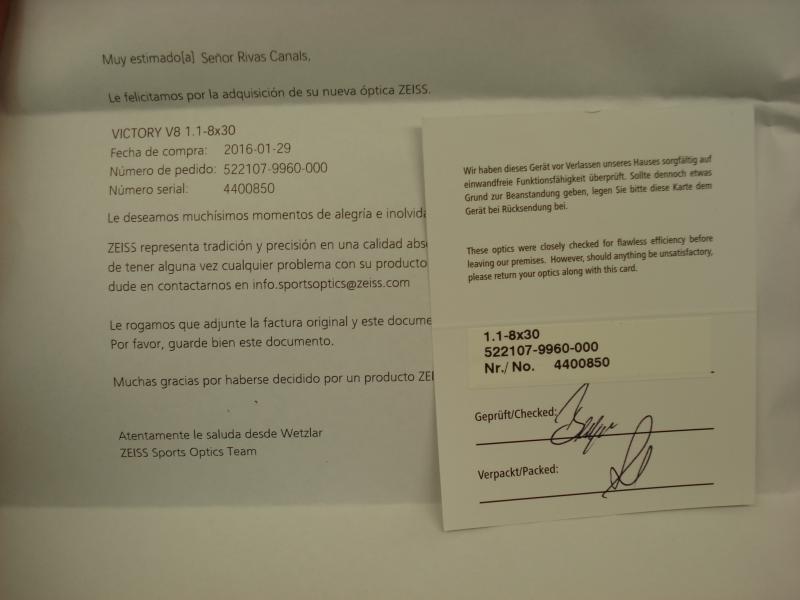 Muy estimado[a] Señor Rivas Canals,
Le felicitamos por la adquisición de su nueva óptica ZEISS.
VICTORY V8 1.1-8x30
Fecha de compra: 2016-01-29
Número de pedido: 522107-9960-000
Número serial: 4400850
Le deseamos muchísimos momentos de alegría e
ZEISS representa tradición y precisión en una calidad
de tener alguna vez cualquier problema con su producto
dude en contactarnos en info.sportsoptics@zeiss.com
Le rogamos que adjunte la factura original y este
Por favor, guarde bien este documento.
Muchas gracias por haberse decidido por un producto
Atentamente le saluda desde Wetzlar
ZEISS Sports Optics Team
Wir haben dieses Gerät vor Verlassen unseres Hauses sorgfältig auf
einwandfreie Funktionsfähigkeit überprüft. Sollte dennoch etwas
Grund zur Beanstandung geben, legen Sie bitte diese Karte dem
Gerät bei Rücksendung bei.
These optics were closely checked for flawless efficiency before
leaving our premises. However, should anything be unsatisfactory,
please return your optics along with this card.
1.1-8x30
522107-9960-000
Nr./ No. 4400850
Geprüft/Checked:
Verpackt/Packed: